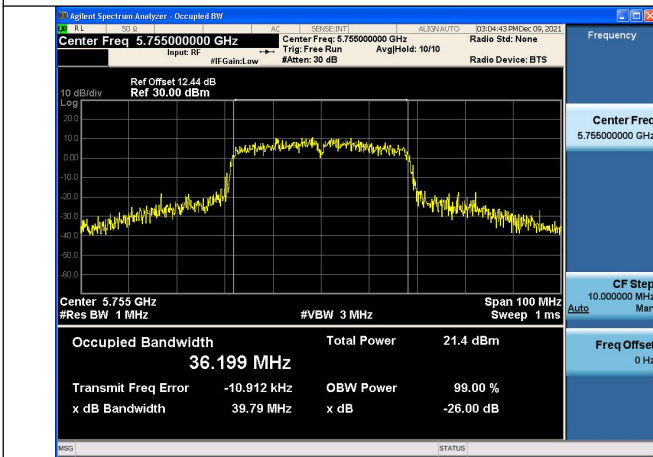 Agilent Spectrum Analyzer - Occupied BW
RL 50 Ω AC SENSE:INT ALIGNAUTO 03:04:43 PMDec 09, 2021
Center Freq 5.755000000 GHz
Center Freq: 5.755000000 GHz
Radio Std: None
Input: RF
Trig: Free Run Avg|Hold: 10/10
#IFGain:Low
#Atten: 30 dB
Radio Device: BTS
Ref Offset 12.44 dB
10 dB/div Ref 30.00 dBm
Log
20.0
10.0
0.00
-10.0
-20.0
-30.0
-40.0
-50.0
-60.0
Center 5.755 GHz
Span 100 MHz
#Res BW 1 MHz
#VBW 3 MHz
Sweep 1 ms
Occupied Bandwidth
Total Power 21.4 dBm
36.199 MHz
Transmit Freq Error -10.912 kHz OBW Power 99.00 %
x dB Bandwidth 39.79 MHz x dB -26.00 dB
MSG
STATUS
Frequency
Center Freq
5.755000000 GHz
CF Step
10.000000 MHz
Auto Man
Freq Offset
0 Hz